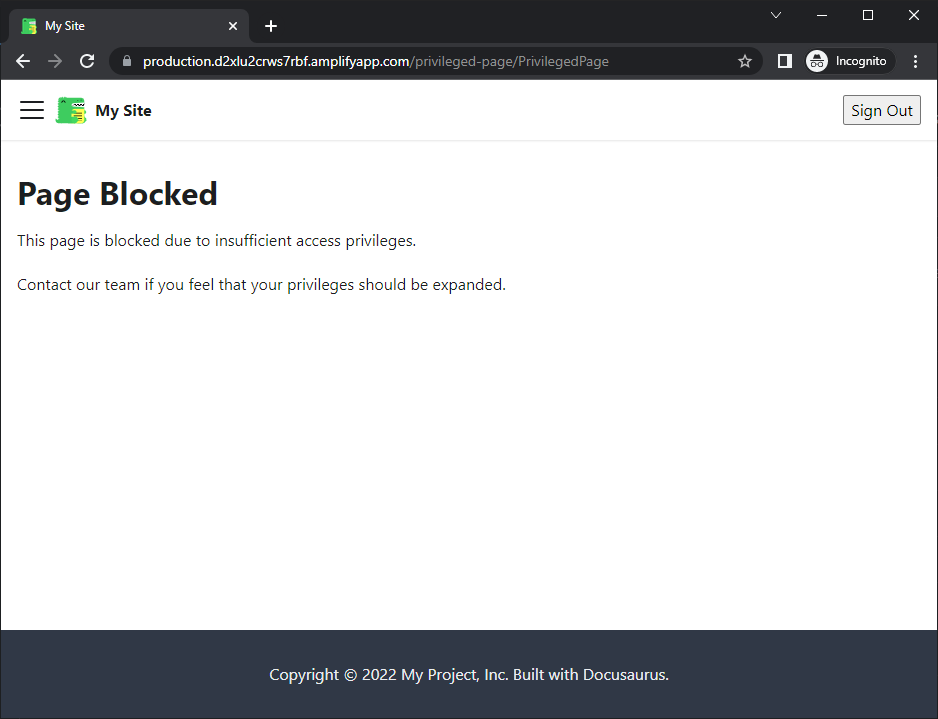 My Site
production.d2xlu2crws7rbf.amplifyapp.com/privileged-page/PrivilegedPage
Incognito
My Site
Sign Out
Page Blocked
This page is blocked due to insufficient access privileges.
Contact our team if you feel that your privileges should be expanded.
Copyright © 2022 My Project, Inc. Built with Docusaurus.